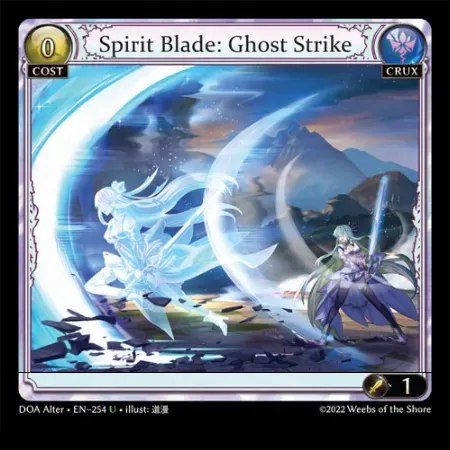 0
Spirit Blade: Ghost Strike
COST
CRUX
1
DOA Alter • EN-254 U • illust: 道漫
©2022 Weebs of the Shore